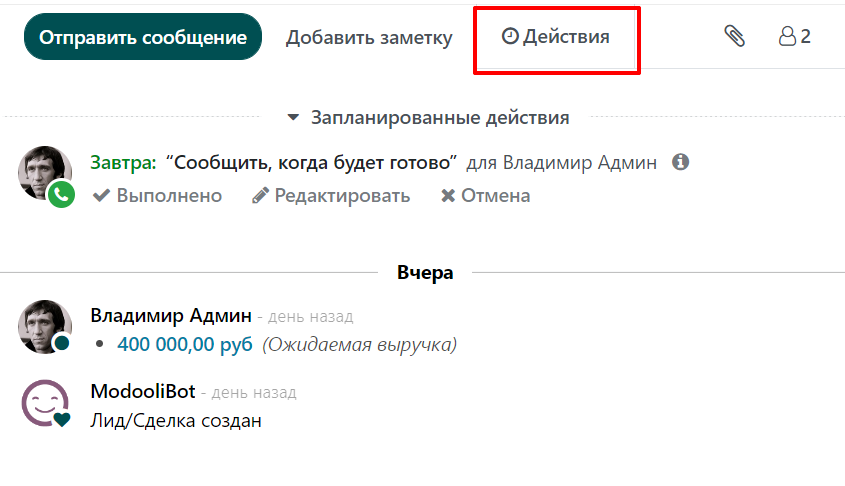 Отправить сообщение Добавить заметку Действия 2
Запланированные действия
Завтра: “Сообщить, когда будет готово” для Владимир Админ
Выполнено Редактировать Отмена
Вчера
Владимир Админ - день назад
• 400 000,00 руб (Ожидаемая выручка)
ModooliBot - день назад
Лид/Сделка создан